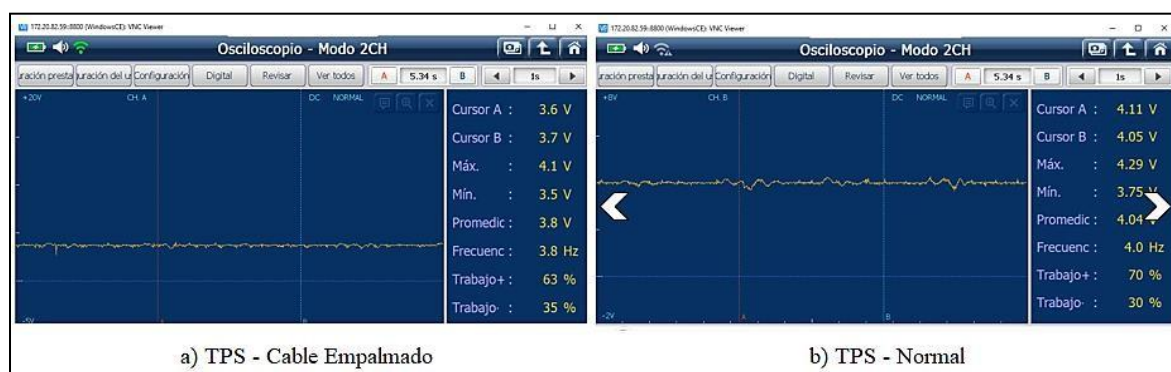 172.20.82.59::8800 (WindowsCE): VNC Viewer
Osciloscopio - Modo 2CH
uración presta uración del u Configuración Digital Revisar Ver todos A 5.34 s B 1s
+20V CH. A DC NORMAL
Cursor A : 3.6 V
Cursor B : 3.7 V
Máx. : 4.1 V
Mín. : 3.5 V
Promedic : 3.8 V
Frecuenc : 3.8 Hz
Trabajo+ : 63 %
Trabajo- : 35 %
-5V A B
a) TPS - Cable Empalmado
172.20.82.59::8800 (WindowsCE): VNC Viewer
Osciloscopio - Modo 2CH
uración presta uración del u Configuración Digital Revisar Ver todos A 5.34 s B 1s
+8V CH. B DC NORMAL
Cursor A : 4.11 V
Cursor B : 4.05 V
Máx. : 4.29 V
Mín. : 3.75 V
Promedic : 4.04 V
Frecuenc : 4.0 Hz
Trabajo+ : 70 %
Trabajo- : 30 %
-2V A B
b) TPS - Normal